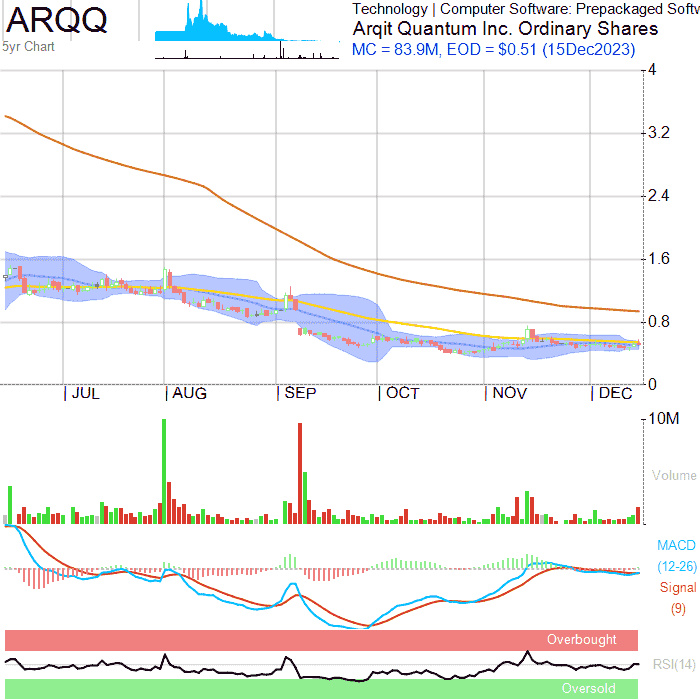 ARQQ
5yr Chart
Technology | Computer Software: Prepackaged Softw
Arqit Quantum Inc. Ordinary Shares
MC = 83.9M, EOD = $0.51 (15Dec2023)
4
3.2
2.4
1.6
0.8
0
JUL AUG SEP OCT NOV DEC
10M
Volume
MACD
(12-26)
Signal
(9)
Overbought
RSI(14)
Oversold